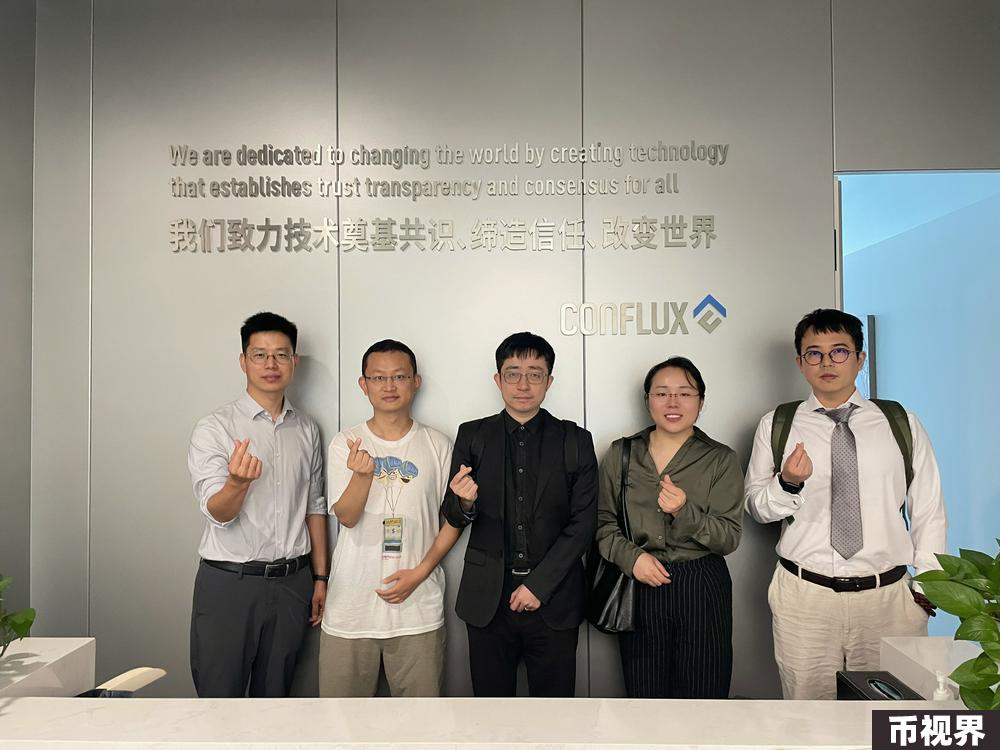 We are dedicated to changing the world by creating technology
that establishes trust transparency and consensus for all
我们致力技术奠基共识、缔造信任、改变世界
CONFLUX
币视界